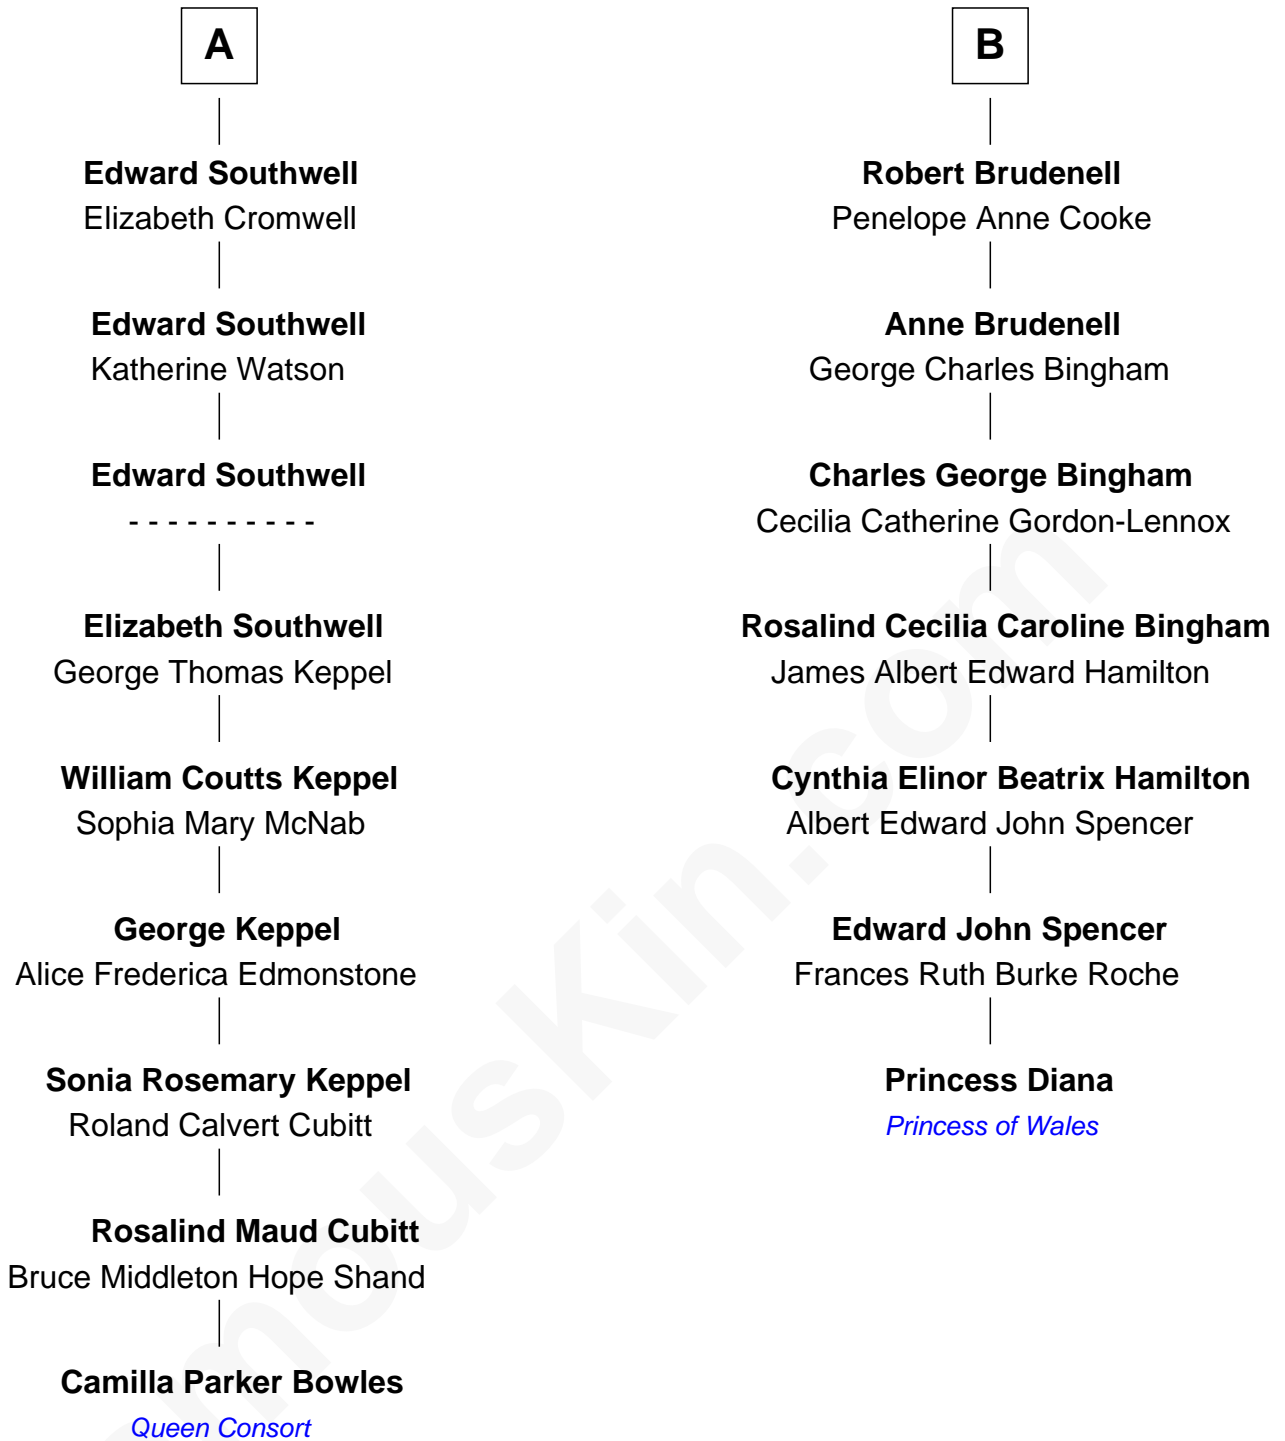 A
Edward Southwell
Elizabeth Cromwell
Edward Southwell
Katherine Watson
Edward Southwell
- - - - - - - - - -
Elizabeth Southwell
George Thomas Keppel
William Coutts Keppel
Sophia Mary McNab
George Keppel
Alice Frederica Edmonstone
Sonia Rosemary Keppel
Roland Calvert Cubitt
Rosalind Maud Cubitt
Bruce Middleton Hope Shand
Camilla Parker Bowles
Queen Consort
B
Robert Brudenell
Penelope Anne Cooke
Anne Brudenell
George Charles Bingham
Charles George Bingham
Cecilia Catherine Gordon-Lennox
Rosalind Cecilia Caroline Bingham
James Albert Edward Hamilton
Cynthia Elinor Beatrix Hamilton
Albert Edward John Spencer
Edward John Spencer
Frances Ruth Burke Roche
Princess Diana
Princess of Wales
mousKin.com